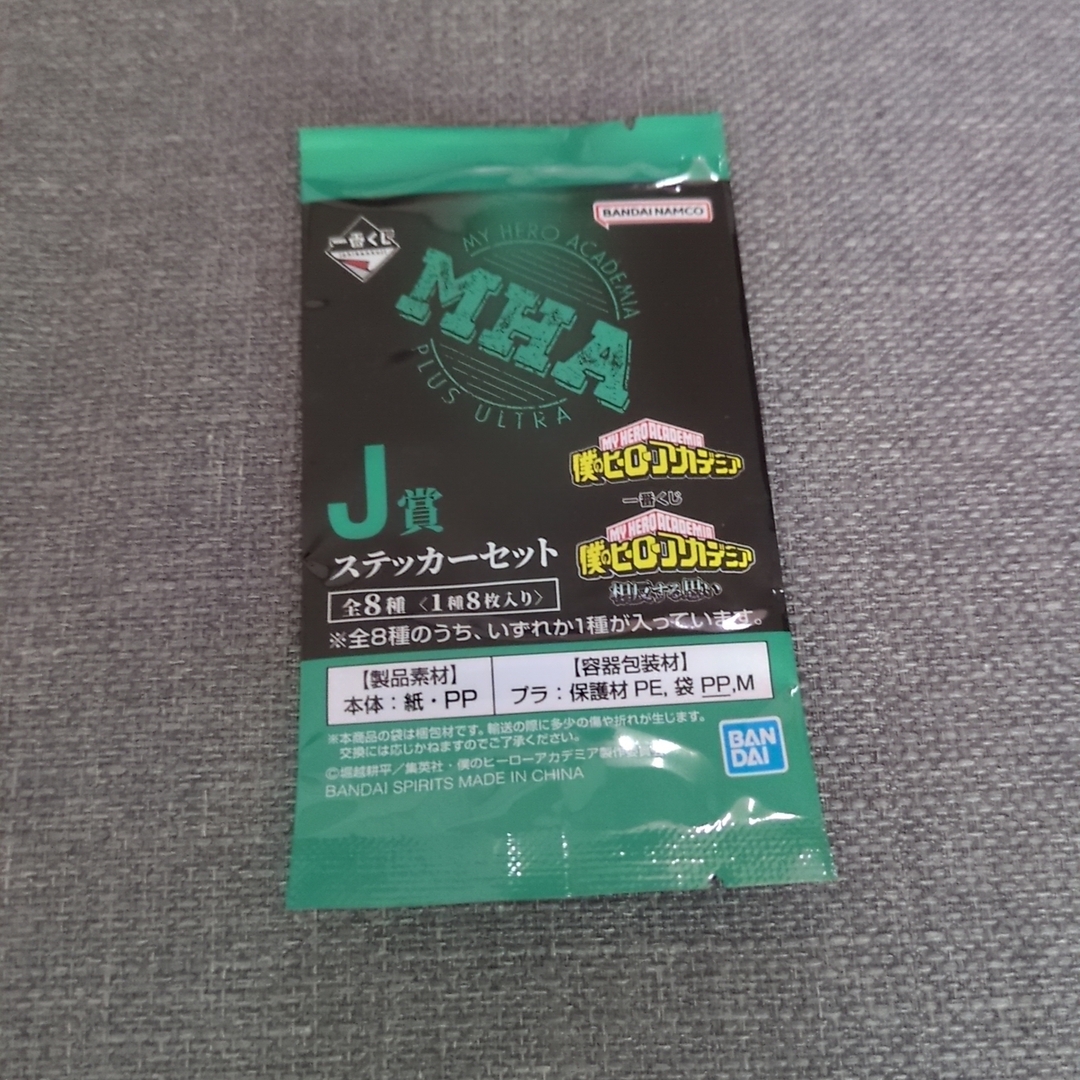 BANDAI NAMCO
一番くじ
MY HERO ACADEMIA
MHA
PLUS ULTRA
MY HERO ACADEMIA
僕のヒーローアカデミア
一番くじ
MY HERO ACADEMIA
僕のヒーローアカデミア
相反する思い
J賞
ステッカーセット
全8種〈1種8枚入り〉
※全8種のうち、いずれか1種が入っています。
【製品素材】
本体:紙・PP
【容器包装材】
プラ:保護材 PE, 袋 PP,M
※本商品の袋は梱包材です。輸送の際に多少の傷や折れが生じます。
交換には応じかねますのでご了承ください。
©堀越耕平/集英社・僕のヒーローアカデミア製作
BANDAI SPIRITS MADE IN CHINA
BAN
DAI